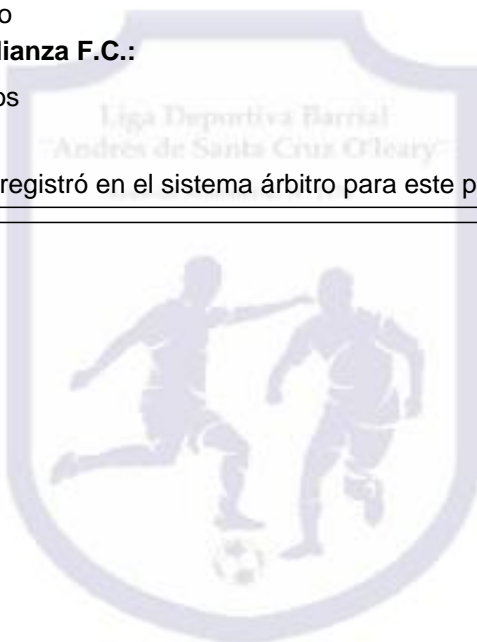 o
lianza F.C.:
os
Liga Deportiva Barrial
"Andrés de Santa Cruz O'leary"
registró en el sistema árbitro para este p